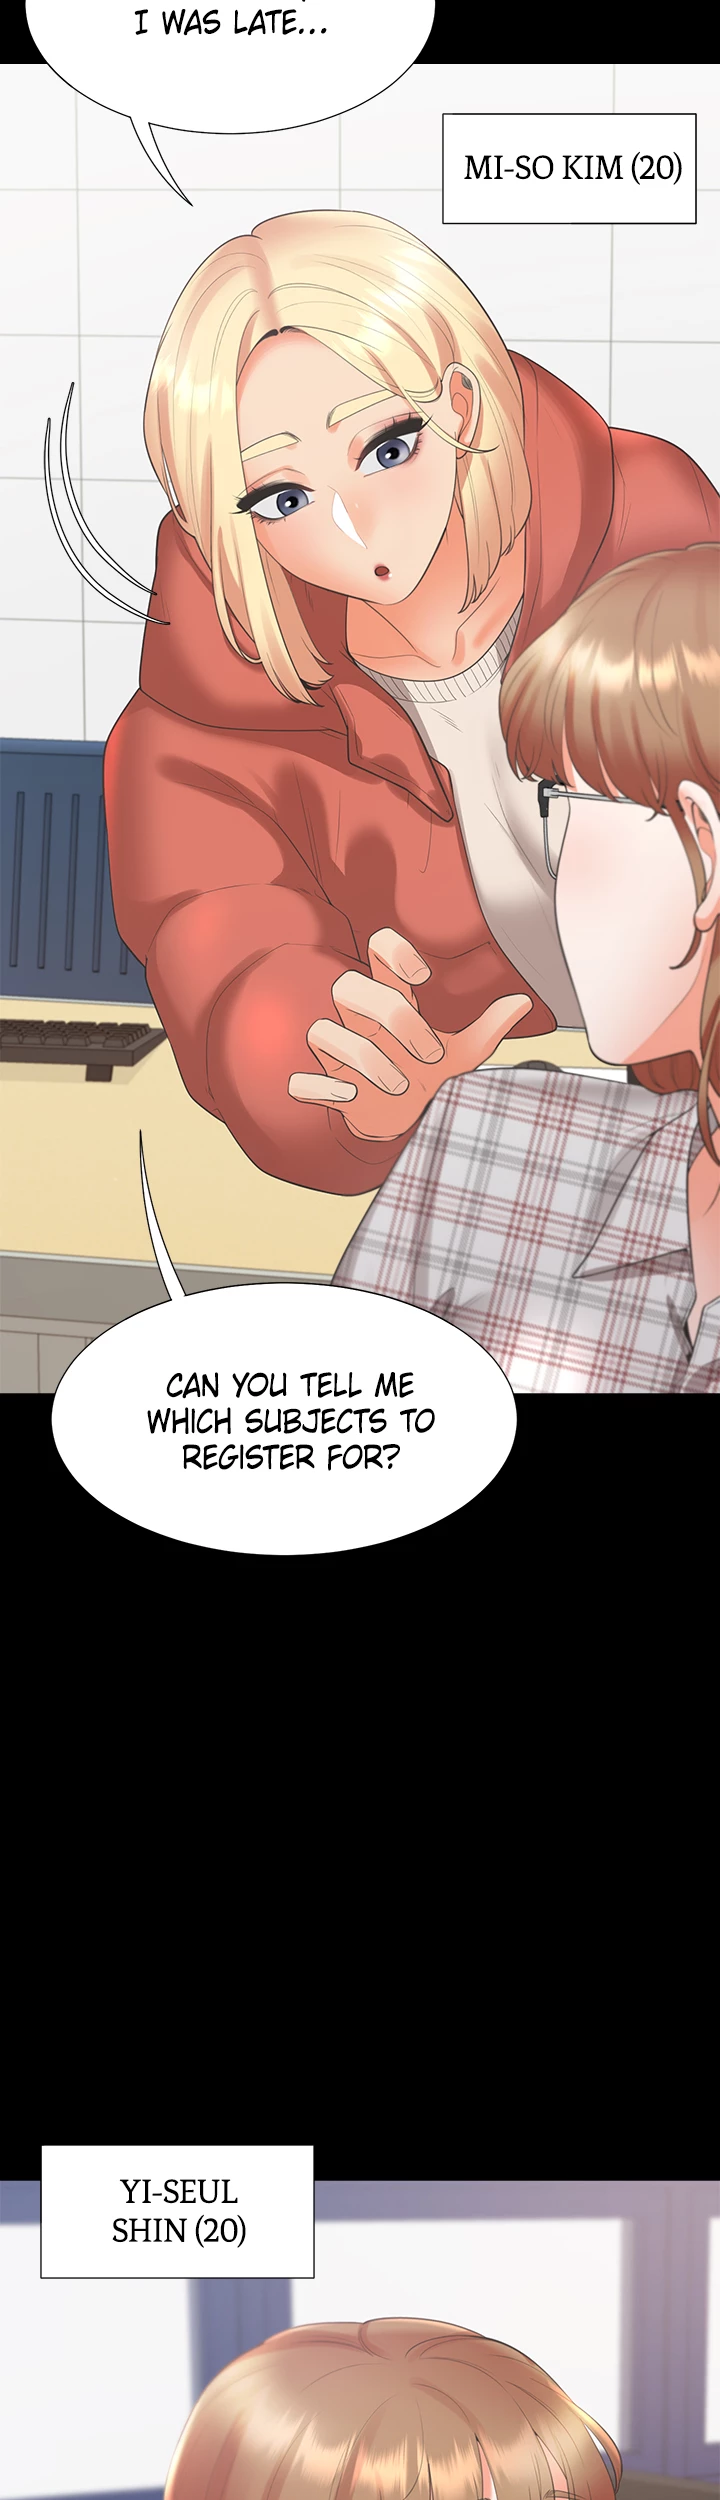 I WAS LATE...
MI-SO KIM (20)
CAN YOU TELL ME
WHICH SUBJECTS TO
REGISTER FOR?
YI-SEUL
SHIN (20)